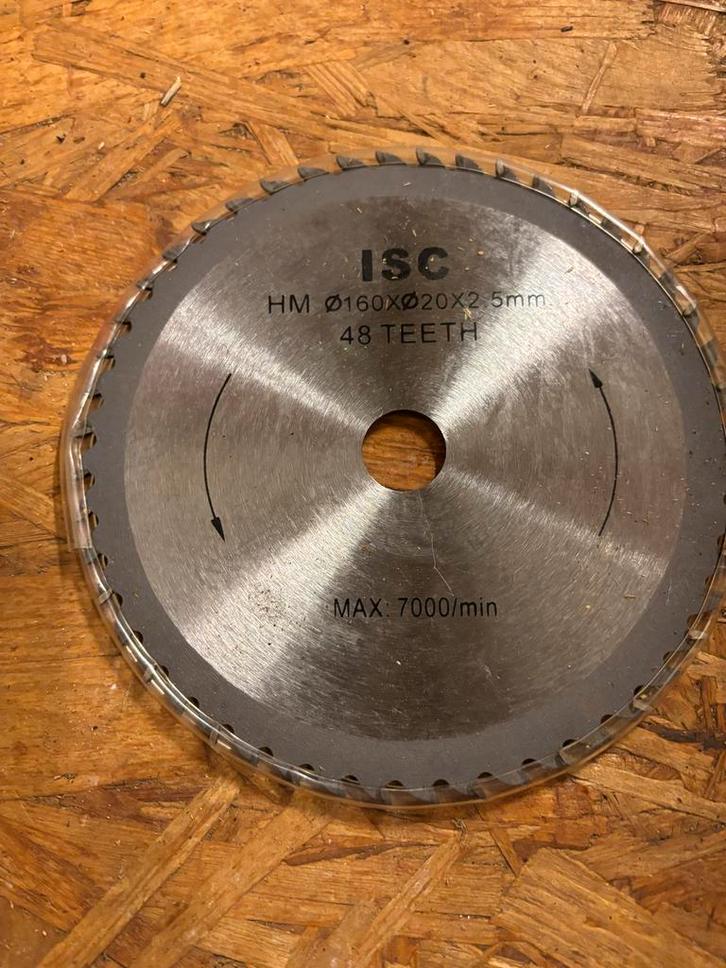 ISC
HM Ø160XØ20X2.5mm
48 TEETH
MAX: 7000/min